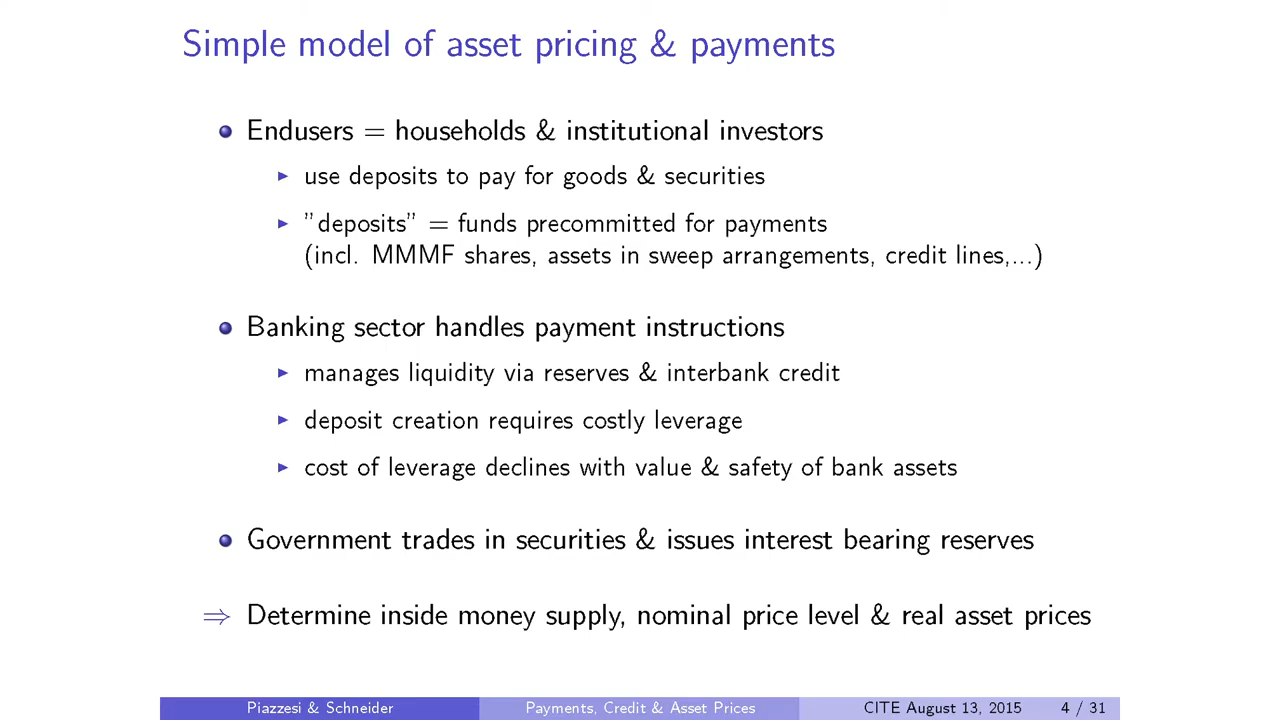 Simple model of asset pricing & payments
Endusers = households & institutional investors
use deposits to pay for goods & securities
”deposits” = funds precommitted for payments
(incl. MMMF shares, assets in sweep arrangements, credit lines,...)
Banking sector handles payment instructions
manages liquidity via reserves & interbank credit
deposit creation requires costly leverage
cost of leverage declines with value & safety of bank assets
Government trades in securities & issues interest bearing reserves
⇒ Determine inside money supply, nominal price level & real asset prices
Piazzesi & Schneider Payments, Credit & Asset Prices CITE August 13, 2015 4 / 31